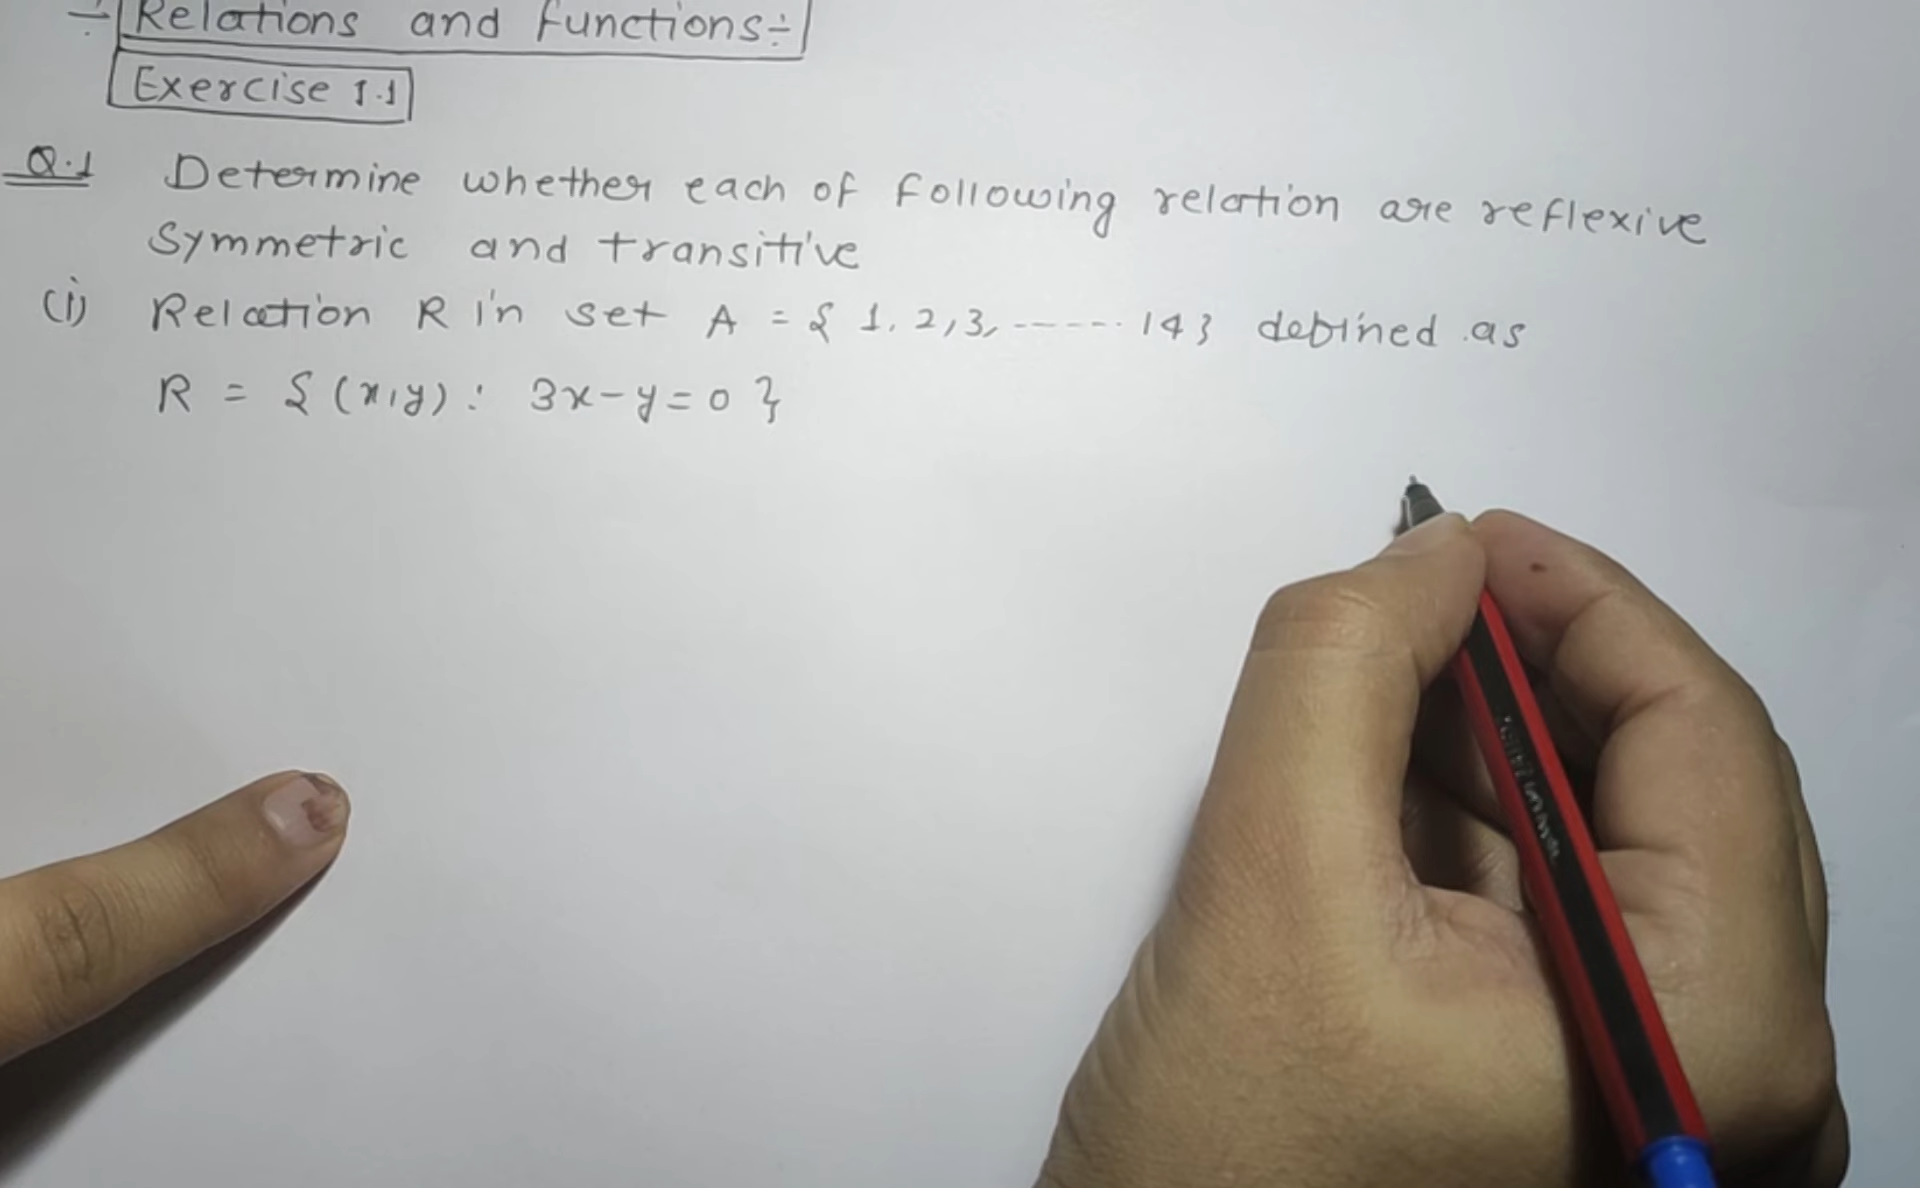 ÷ Relations and Functions ÷
Exercise 1.1
Q.1 Determine whether each of following relation are reflexive
Symmetric and transitive
(i) Relation R in set A = { 1, 2, 3, ------ 14 } defined as
R = { (x, y) : 3x - y = 0 }